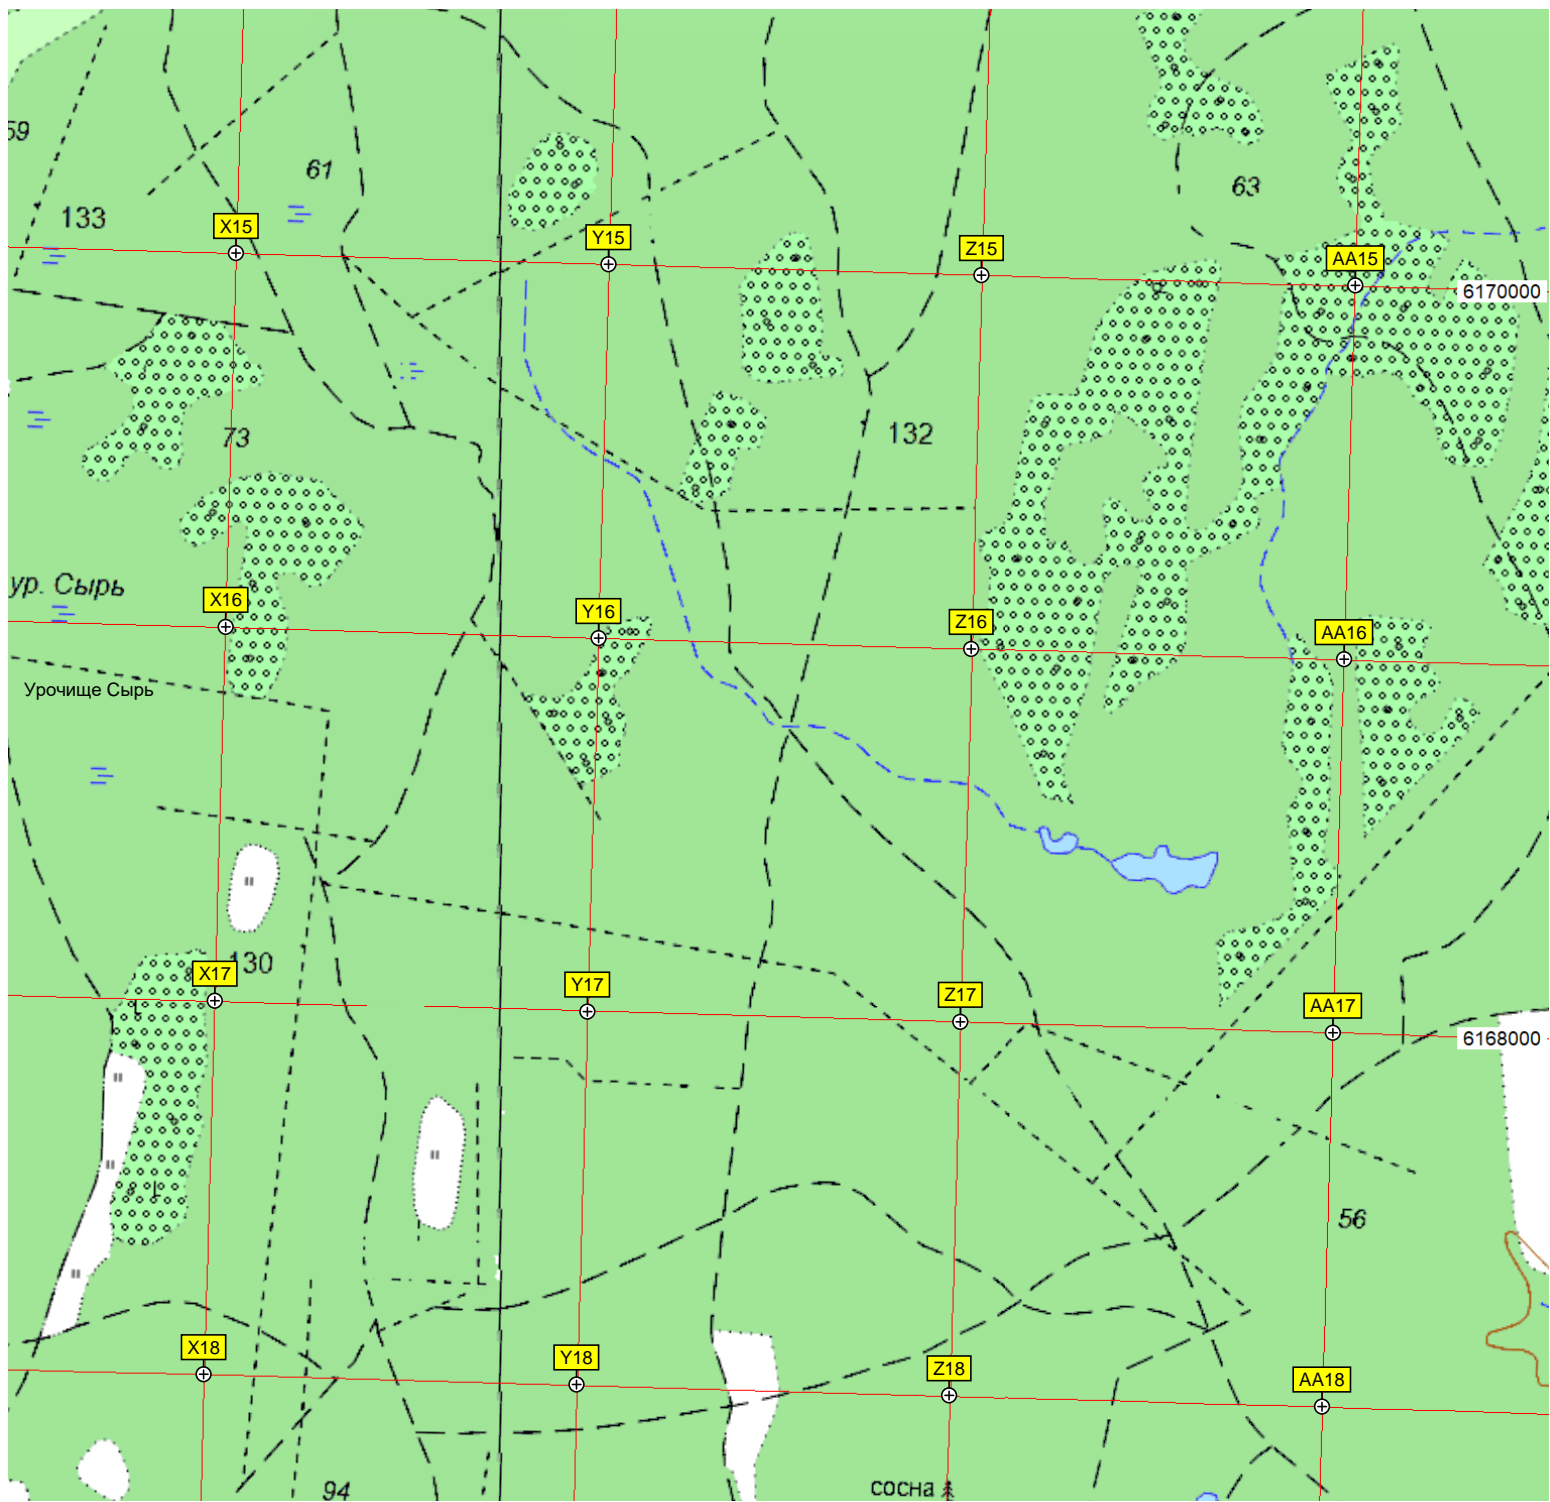 59
61
63
133
X15
Y15
Z15
AA15
6170000
73
132
ур. Сырь
X16
Y16
Z16
AA16
Урочище Сырь
130
X17
Y17
Z17
AA17
6168000
56
X18
Y18
Z18
AA18
94
сосна